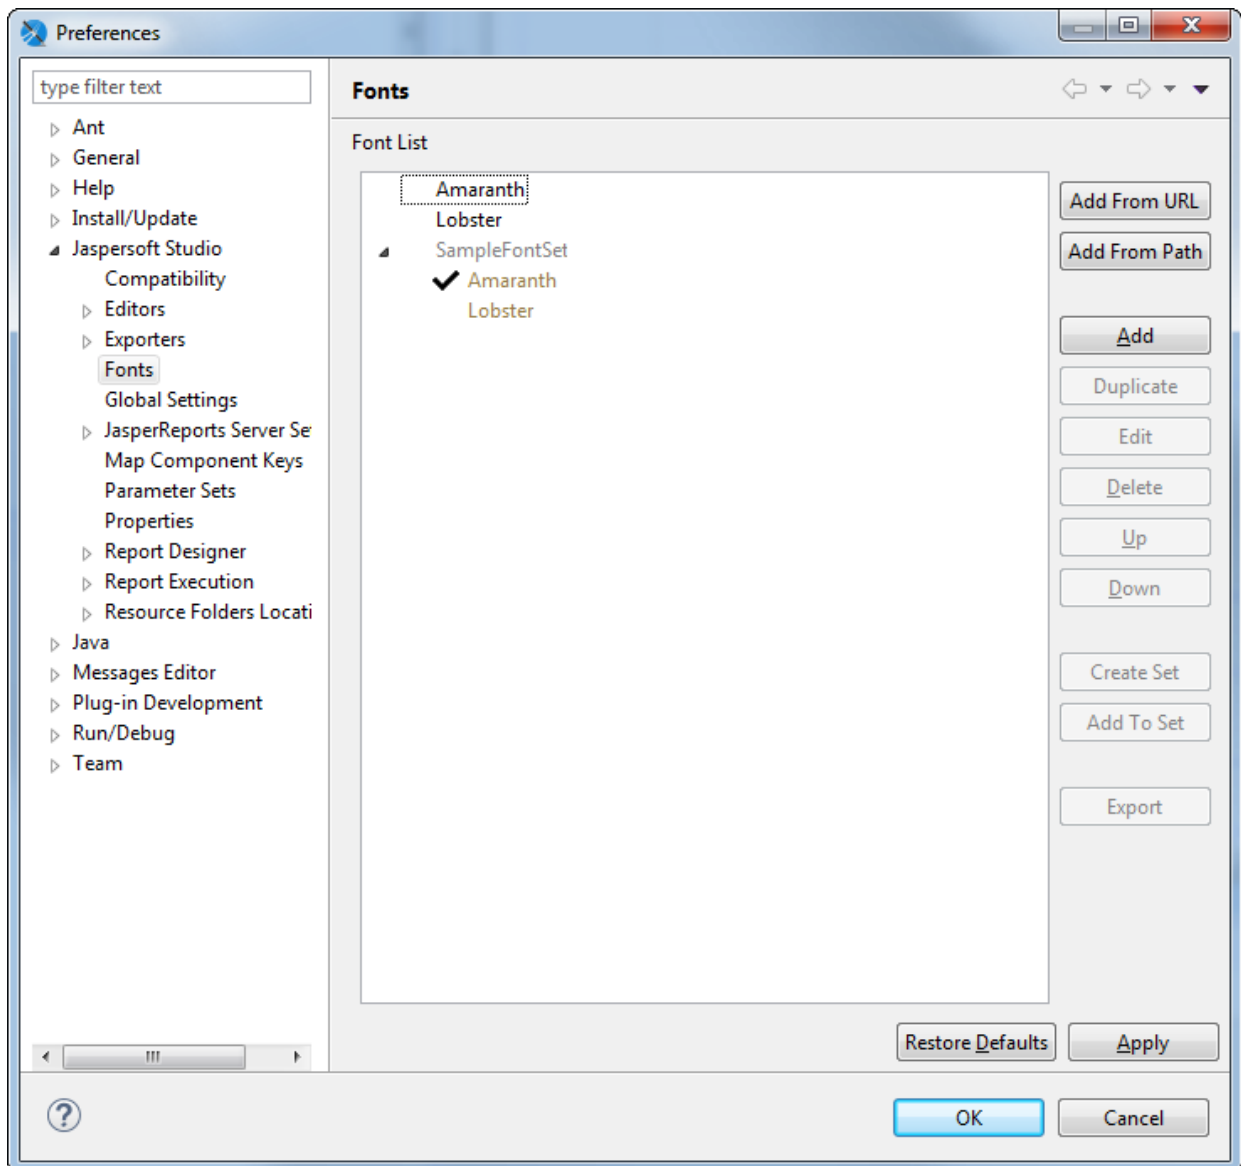 Preferences
type filter text
Ant
General
Help
Install/Update
Jaspersoft Studio
Compatibility
Editors
Exporters
Fonts
Global Settings
JasperReports Server Se
Map Component Keys
Parameter Sets
Properties
Report Designer
Report Execution
Resource Folders Locati
Java
Messages Editor
Plug-in Development
Run/Debug
Team
Fonts
Font List
Amaranth
Lobster
SampleFontSet
Amaranth
Lobster
Add From URL
Add From Path
Add
Duplicate
Edit
Delete
Up
Down
Create Set
Add To Set
Export
Restore Defaults
Apply
OK
Cancel